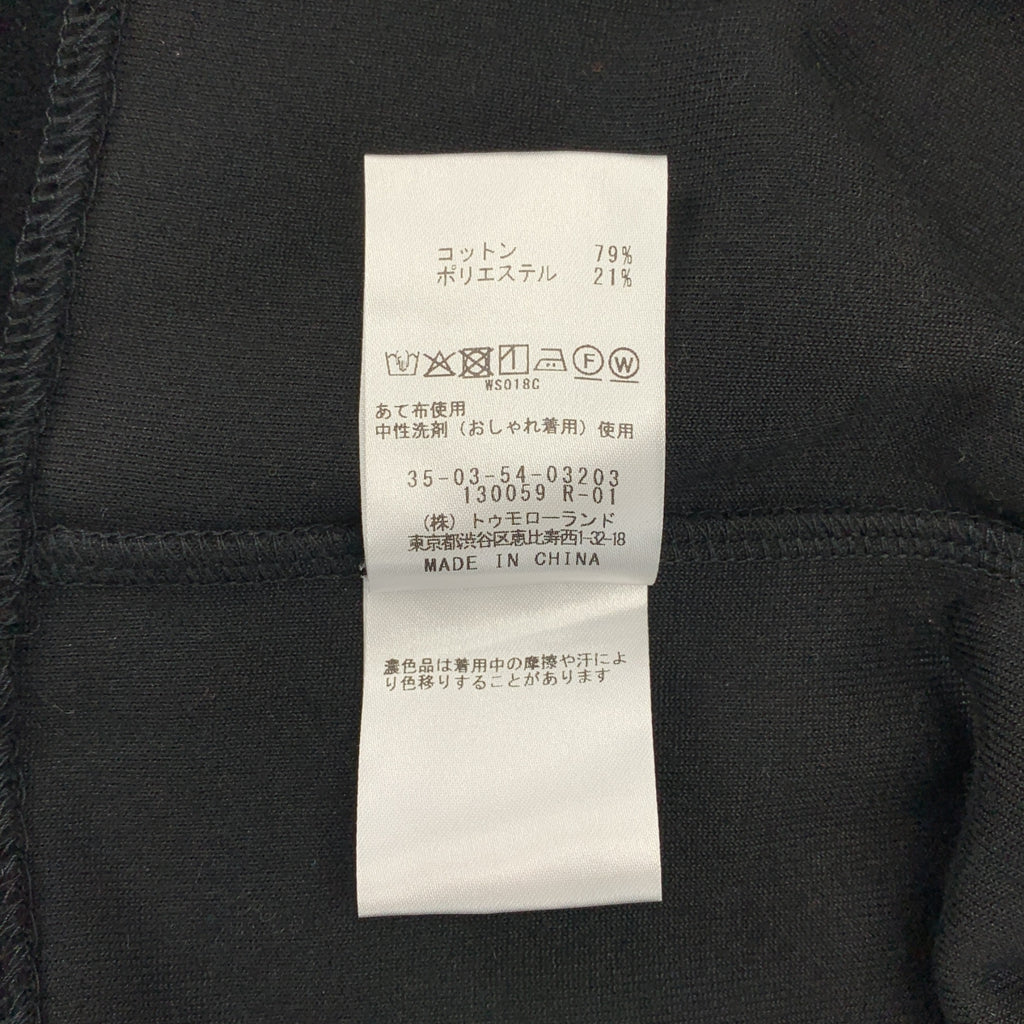 コットン 79%
ポリエステル 21%
F W
WS018C
あて布使用
中性洗剤（おしゃれ着用）使用
35-03-54-03203
130059 R-01
（株）トゥモローランド
東京都渋谷区恵比寿西1-32-18
MADE IN CHINA
濃色品は着用中の摩擦や汗によ
り色移りすることがあります